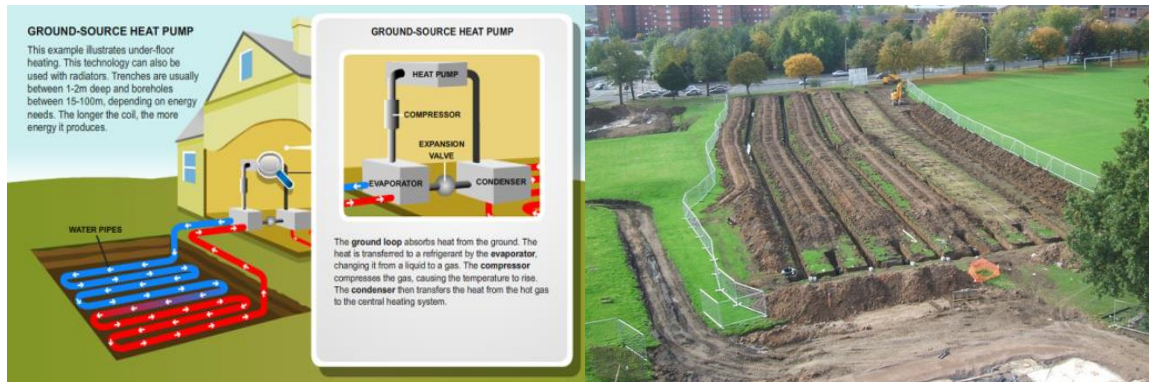 GROUND-SOURCE HEAT PUMP
This example illustrates under-floor
heating. This technology can also be
used with radiators. Trenches are usually
between 1-2m deep and boreholes
between 15-100m, depending on energy
needs. The longer the coil, the more
energy it produces.
WATER PIPES
GROUND-SOURCE HEAT PUMP
HEAT PUMP
COMPRESSOR
EXPANSION
VALVE
EVAPORATOR
CONDENSER
The ground loop absorbs heat from the ground. The
heat is transferred to a refrigerant by the evaporator,
changing it from a liquid to a gas. The compressor
compresses the gas, causing the temperature to rise.
The condenser then transfers the heat from the hot gas
to the central heating system.